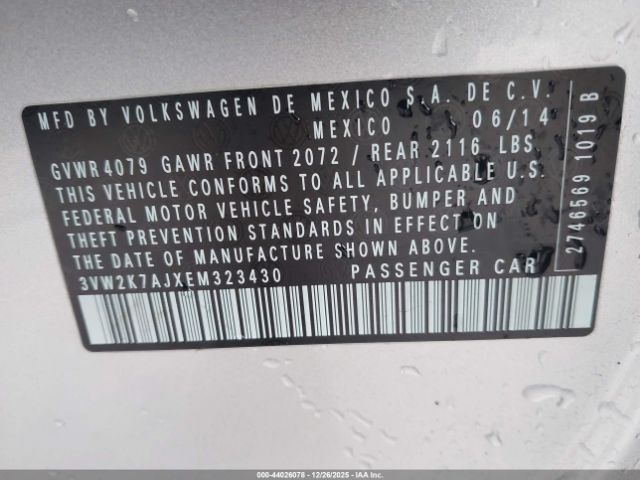 MFD BY VOLKSWAGEN DE MEXICO S.A. DE C.V.
MEXICO 06/14
GVWR 4079 GAWR FRONT 2072 / REAR 2116 LBS
THIS VEHICLE CONFORMS TO ALL APPLICABLE U.S.
FEDERAL MOTOR VEHICLE SAFETY, BUMPER AND
THEFT PREVENTION STANDARDS IN EFFECT ON
THE DATE OF MANUFACTURE SHOWN ABOVE.
3VW2K7AJXEM323430 PASSENGER CAR
2746569 1019 B
000-44026078 - 12/26/2025 - IAAI.COM